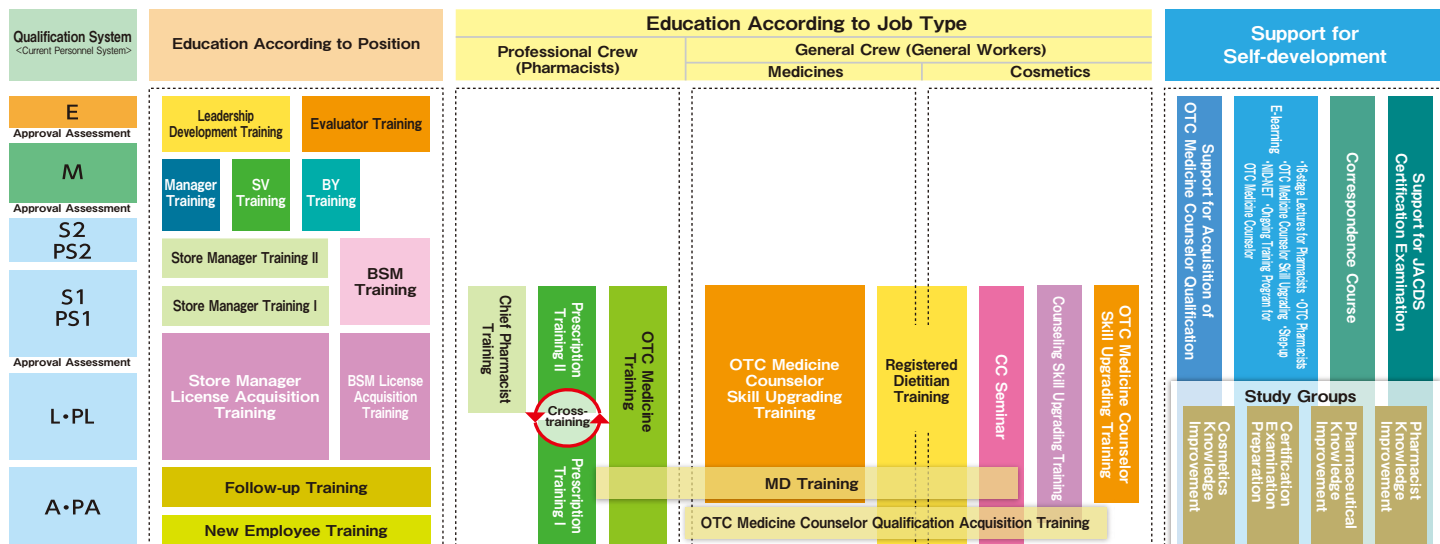 Qualification System
<Current Personnel System>
Education According to Position
Education According to Job Type
Professional Crew
(Pharmacists)
General Crew (General Workers)
Medicines
Cosmetics
Support for
Self-development
E
Approval Assessment
M
Approval Assessment
S2
PS2
S1
PS1
Approval Assessment
L•PL
A•PA
Leadership
Development Training
Evaluator Training
Manager
Training
SV
Training
BY
Training
Store Manager Training II
Store Manager Training I
BSM
Training
Store Manager
License Acquisition
Training
BSM License
Acquisition
Training
Follow-up Training
New Employee Training
Chief Pharmacist
Training
Prescription
Training II
Cross-
training
Prescription
Training I
OTC Medicine
Training
OTC Medicine
Counselor
Skill Upgrading
Training
Registered
Dietitian
Training
CC Seminar
Counseling Skill Upgrading Training
OTC Medicine Counselor
Skill Upgrading Training
MD Training
OTC Medicine Counselor Qualification Acquisition Training
Support for Acquisition of
OTC Medicine Counselor Qualification
E-learning
•16-stage Lectures for Pharmacists •OTC Pharmacists
•OTC Medicine Counselor Skill Upgrading •Step-up
•NID-NET •Ongoing Training Program for
OTC Medicine Counselor
Correspondence Course
Support for JACDS
Certification Examination
Study Groups
Cosmetics
Knowledge
Improvement
Certification
Examination
Preparation
Pharmaceutical
Knowledge
Improvement
Pharmacist
Knowledge
Improvement